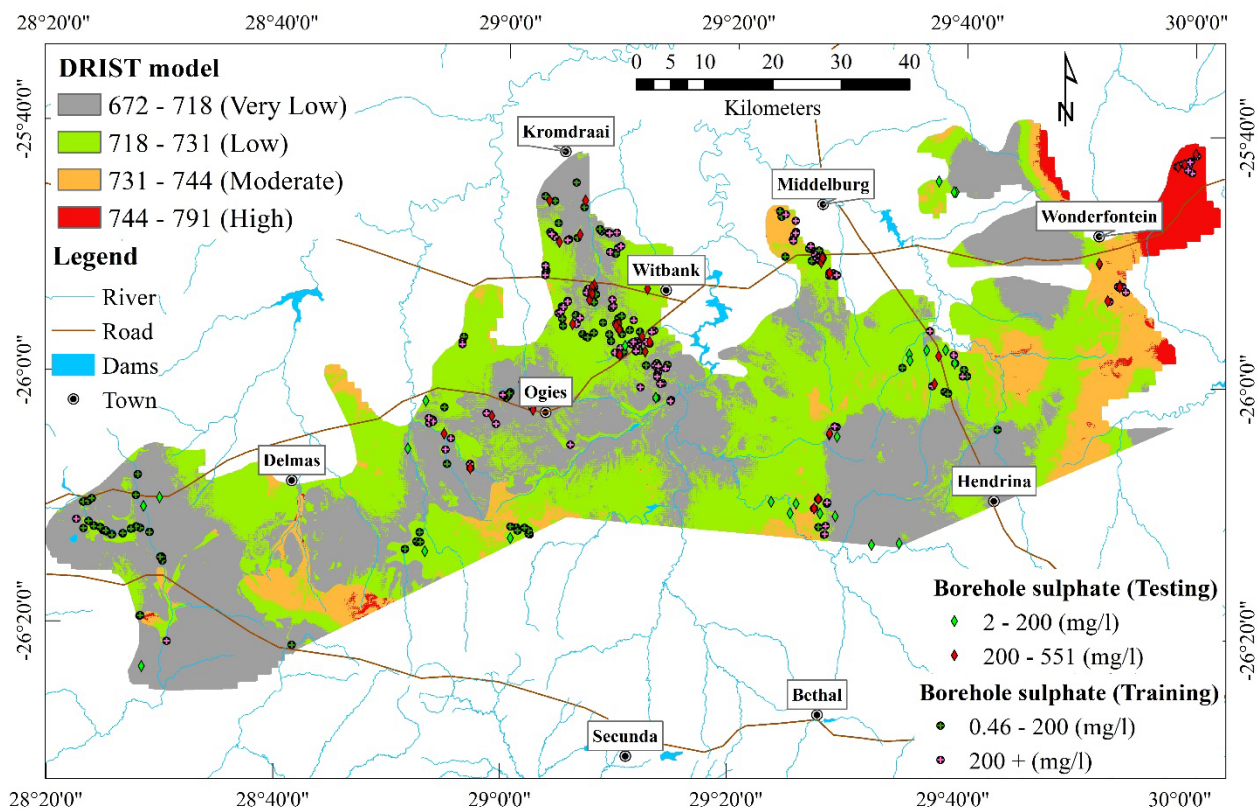 28°20'0"
28°40'0"
29°0'0"
29°20'0"
29°40'0"
30°0'0"
DRIST model
672 - 718 (Very Low)
718 - 731 (Low)
731 - 744 (Moderate)
744 - 791 (High)
Legend
River
Road
Dams
Town
0 5 10 20 30 40
Kilometers
N
-25°40'0"
-25°40'0"
Kromdraai
Middelburg
Wonderfontein
Witbank
-26°0'0"
-26°0'0"
Ogies
Delmas
Hendrina
-26°20'0"
-26°20'0"
Bethal
Secunda
Borehole sulphate (Testing)
2 - 200 (mg/l)
200 - 551 (mg/l)
Borehole sulphate (Training)
0.46 - 200 (mg/l)
200 + (mg/l)
28°20'0"
28°40'0"
29°0'0"
29°20'0"
29°40'0"
30°0'0"